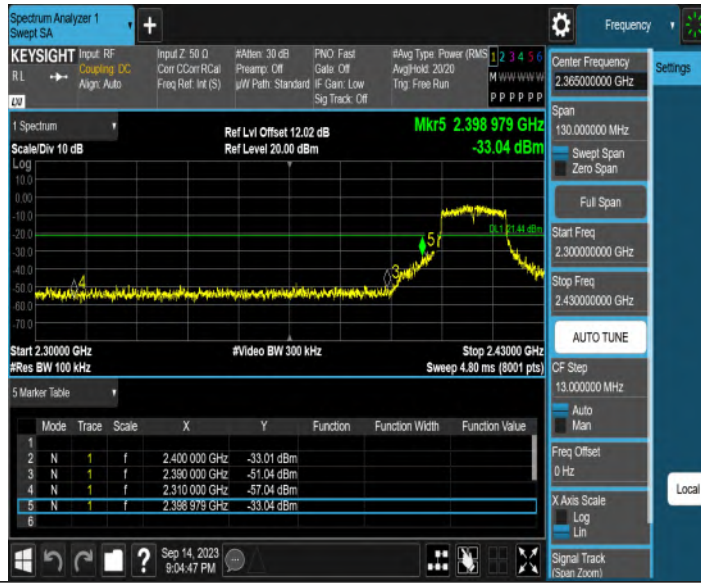 Spectrum Analyzer 1
Swept SA
+
Frequency
KEYSIGHT Input: RF Input Z: 50 Ω #Atten: 30 dB PNO: Fast #Avg Type: Power (RMS 1 2 3 4 5 6
RL Coupling: DC Corr CCorr RCal Preamp: Off Gate: Off Avg|Hold: 20/20 M W W W W W
Align: Auto Freq Ref: Int (S) µW Path: Standard IF Gain: Low Trig: Free Run
Sig Track: Off P P P P P P
LXI
1 Spectrum
Ref Lvl Offset 12.02 dB
Mkr5 2.398 979 GHz
Scale/Div 10 dB
Ref Level 20.00 dBm
-33.04 dBm
Log
10.0
0.00
-10.0
-20.0
-30.0
-40.0
-50.0
-60.0
-70.0
DL1 -21.44 dBm
5
3
4
Start 2.30000 GHz #Video BW 300 kHz Stop 2.43000 GHz
#Res BW 100 kHz Sweep 4.80 ms (8001 pts)
5 Marker Table
Mode Trace Scale X Y Function Function Width Function Value
1
2 N 1 f 2.400 000 GHz -33.01 dBm
3 N 1 f 2.390 000 GHz -51.04 dBm
4 N 1 f 2.310 000 GHz -57.04 dBm
5 N 1 f 2.398 979 GHz -33.04 dBm
6
?
Sep 14, 2023
9:04:47 PM
Center Frequency
2.365000000 GHz
Span
130.000000 MHz
Swept Span
Zero Span
Full Span
Start Freq
2.300000000 GHz
Stop Freq
2.430000000 GHz
AUTO TUNE
CF Step
13.000000 MHz
Auto
Man
Freq Offset
0 Hz
X Axis Scale
Log
Lin
Signal Track
(Span Zoom)
Settings
Local